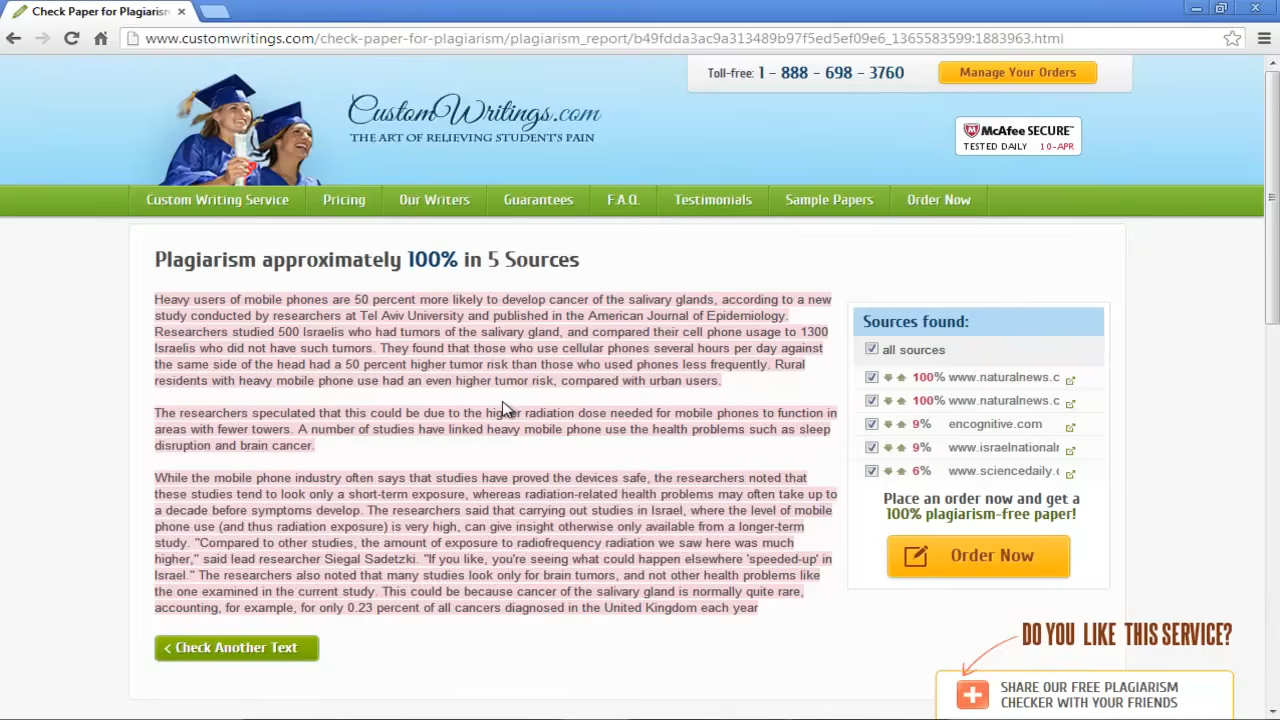 Check Paper for Plagiarism
www.customwritings.com/check-paper-for-plagiarism/plagiarism_report/b49fdda3ac9a313489b97f5ed5ef09e6_1365583599:1883963.html
Toll-free: 1 - 888 - 698 - 3760
Manage Your Orders
CustomWritings.com
THE ART OF RELIEVING STUDENT'S PAIN
McAfee SECURE™
TESTED DAILY 10-APR
Custom Writing Service
Pricing
Our Writers
Guarantees
F.A.Q.
Testimonials
Sample Papers
Order Now
Plagiarism approximately 100% in 5 Sources
Heavy users of mobile phones are 50 percent more likely to develop cancer of the salivary glands, according to a new
study conducted by researchers at Tel Aviv University and published in the American Journal of Epidemiology.
Researchers studied 500 Israelis who had tumors of the salivary gland, and compared their cell phone usage to 1300
Israelis who did not have such tumors. They found that those who use cellular phones several hours per day against
the same side of the head had a 50 percent higher tumor risk than those who used phones less frequently. Rural
residents with heavy mobile phone use had an even higher tumor risk, compared with urban users.
The researchers speculated that this could be due to the higher radiation dose needed for mobile phones to function in
areas with fewer towers. A number of studies have linked heavy mobile phone use the health problems such as sleep
disruption and brain cancer.
While the mobile phone industry often says that studies have proved the devices safe, the researchers noted that
these studies tend to look only a short-term exposure, whereas radiation-related health problems may often take up to
a decade before symptoms develop. The researchers said that carrying out studies in Israel, where the level of mobile
phone use (and thus radiation exposure) is very high, can give insight otherwise only available from a longer-term
study. "Compared to other studies, the amount of exposure to radiofrequency radiation we saw here was much
higher," said lead researcher Siegal Sadetzki. "If you like, you're seeing what could happen elsewhere 'speeded-up' in
Israel." The researchers also noted that many studies look only for brain tumors, and not other health problems like
the one examined in the current study. This could be because cancer of the salivary gland is normally quite rare,
accounting, for example, for only 0.23 percent of all cancers diagnosed in the United Kingdom each year
< Check Another Text
Sources found:
all sources
100% www.naturalnews.c
100% www.naturalnews.c
9% encognitive.com
9% www.israelnationalr
6% www.sciencedaily.c
Place an order now and get a
100% plagiarism-free paper!
Order Now
DO YOU LIKE THIS SERVICE?
SHARE OUR FREE PLAGIARISM
CHECKER WITH YOUR FRIENDS